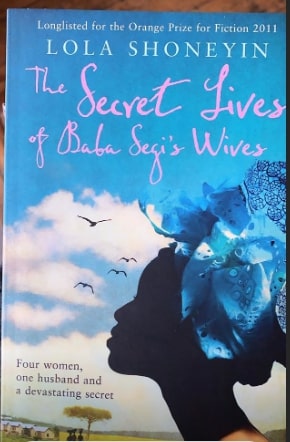 Longlisted for the Orange Prize for Fiction 2011
LOLA SHONEYIN
The Secret Lives
of Baba Segi's Wives
Four women,
one husband and
a devastating secret